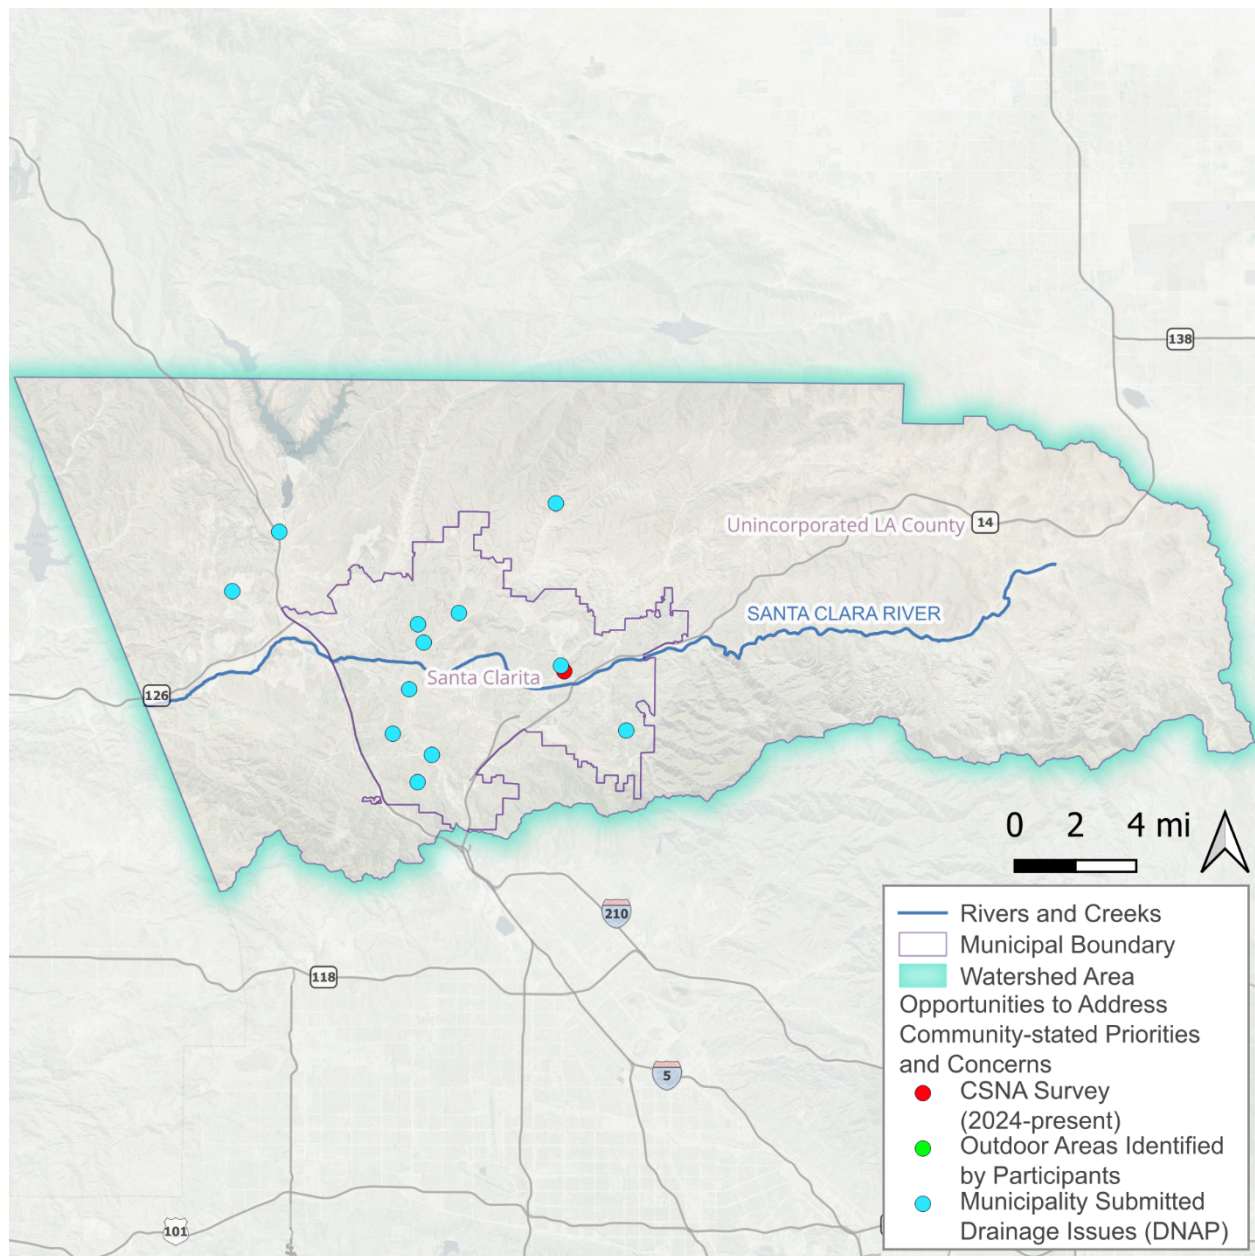 138
Unincorporated LA County
14
SANTA CLARA RIVER
Santa Clarita
126
0 2 4 mi
210
118
5
101
Rivers and Creeks
Municipal Boundary
Watershed Area
Opportunities to Address
Community-stated Priorities
and Concerns
CSNA Survey
(2024-present)
Outdoor Areas Identified
by Participants
Municipality Submitted
Drainage Issues (DNAP)